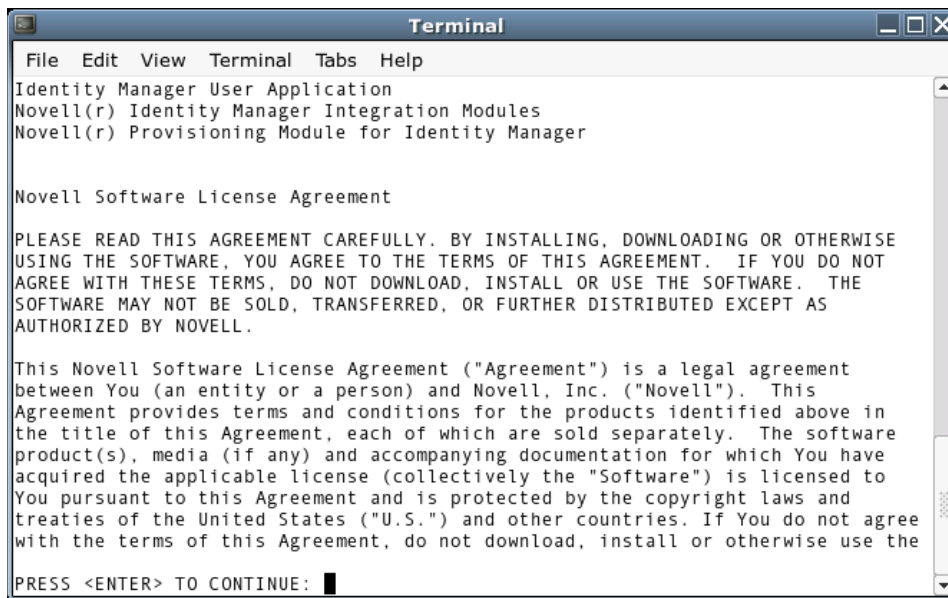 Terminal
File Edit View Terminal Tabs Help
Identity Manager User Application
Novell(r) Identity Manager Integration Modules
Novell(r) Provisioning Module for Identity Manager
Novell Software License Agreement
PLEASE READ THIS AGREEMENT CAREFULLY. BY INSTALLING, DOWNLOADING OR OTHERWISE
USING THE SOFTWARE, YOU AGREE TO THE TERMS OF THIS AGREEMENT.  IF YOU DO NOT
AGREE WITH THESE TERMS, DO NOT DOWNLOAD, INSTALL OR USE THE SOFTWARE.  THE
SOFTWARE MAY NOT BE SOLD, TRANSFERRED, OR FURTHER DISTRIBUTED EXCEPT AS
AUTHORIZED BY NOVELL.
This Novell Software License Agreement ("Agreement") is a legal agreement
between You (an entity or a person) and Novell, Inc. ("Novell").  This
Agreement provides terms and conditions for the products identified above in
the title of this Agreement, each of which are sold separately.  The software
product(s), media (if any) and accompanying documentation for which You have
acquired the applicable license (collectively the "Software") is licensed to
You pursuant to this Agreement and is protected by the copyright laws and
treaties of the United States ("U.S.") and other countries. If You do not agree
with the terms of this Agreement, do not download, install or otherwise use the
PRESS <ENTER> TO CONTINUE: